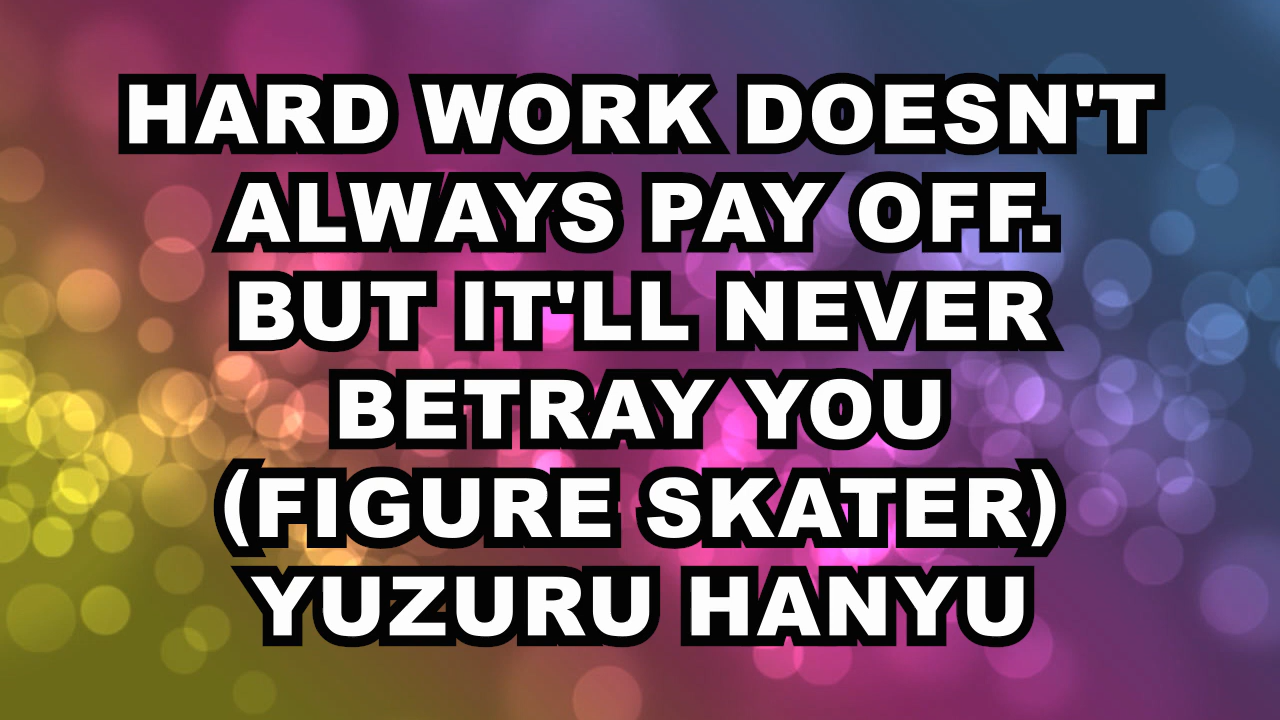 HARD WORK DOESN'T
ALWAYS PAY OFF.
BUT IT'LL NEVER
BETRAY YOU
(FIGURE SKATER)
YUZURU HANYU